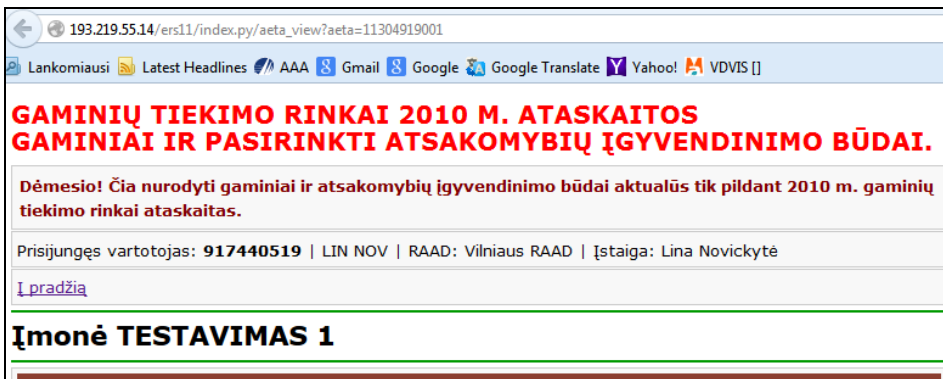 193.219.55.14/ers11/index.py/aeta_view?aeta=11304919001
Lankomiausi Latest Headlines AAA Gmail Google Google Translate Yahoo! VDVIS []
GAMINIŲ TIEKIMO RINKAI 2010 M. ATASKAITOS
GAMINIAI IR PASIRINKTI ATSAKOMYBIŲ ĮGYVENDINIMO BŪDAI.
Dėmesio! Čia nurodyti gaminiai ir atsakomybių įgyvendinimo būdai aktualūs tik pildant 2010 m. gaminių
tiekimo rinkai ataskaitas.
Prisijungęs vartotojas: 917440519 | LIN NOV | RAAD: Vilniaus RAAD | Įstaiga: Lina Novickytė
Į pradžią
Įmonė TESTAVIMAS 1